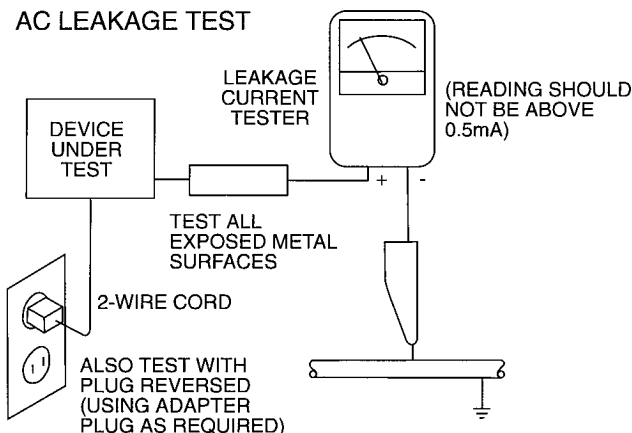 AC LEAKAGE TEST
LEAKAGE
CURRENT
TESTER
(READING SHOULD
NOT BE ABOVE
0.5mA)
DEVICE
UNDER
TEST
+ -
TEST ALL
EXPOSED METAL
SURFACES
2-WIRE CORD
ALSO TEST WITH
PLUG REVERSED
(USING ADAPTER
PLUG AS REQUIRED)